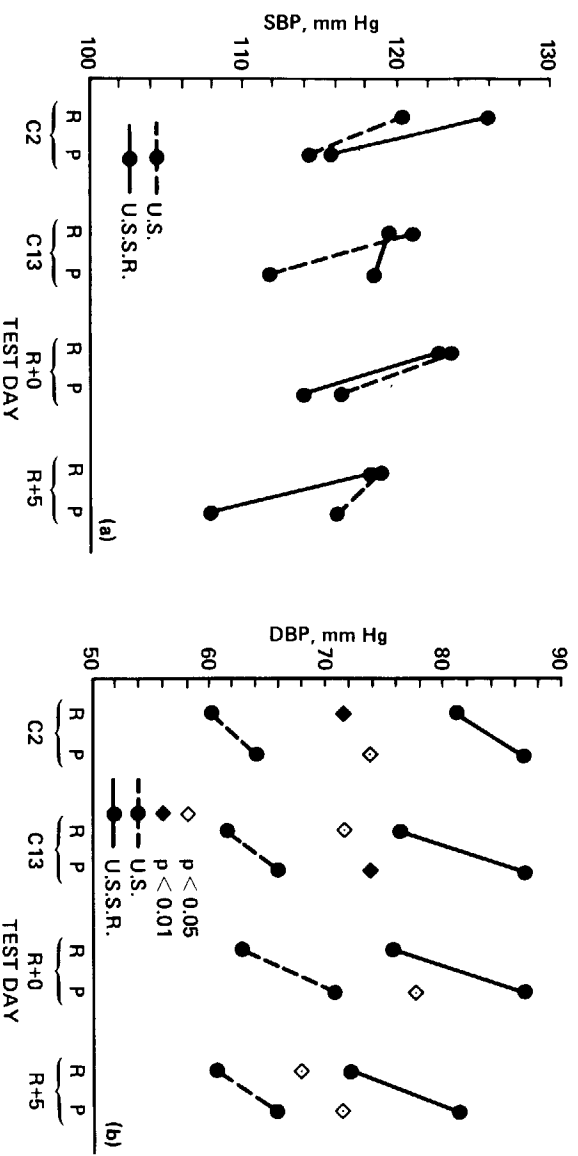 SBP, mm Hg
130
120
110
100
U.S.
U.S.S.R.
R P R P R P R P
C2 C13 R+0 R+5
TEST DAY
(a)
DBP, mm Hg
90
80
70
60
50
p < 0.05
p < 0.01
U.S.
U.S.S.R.
R P R P R P R P
C2 C13 R+0 R+5
TEST DAY
(b)